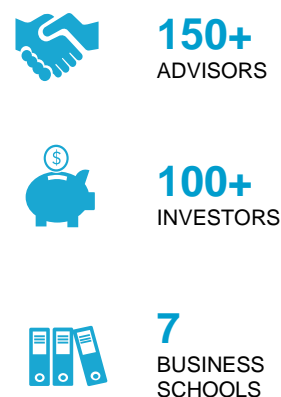 150+
ADVISORS
$
100+
INVESTORS
7
BUSINESS
SCHOOLS